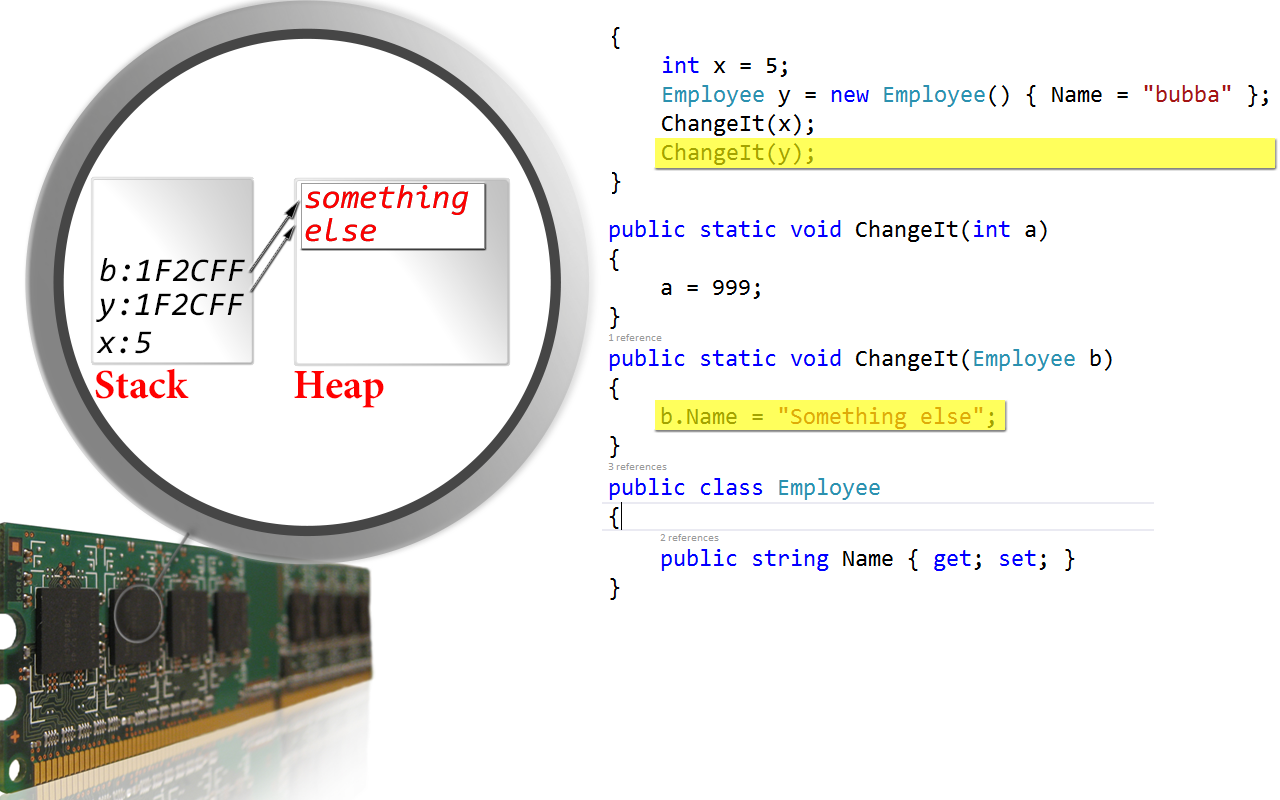 something
else
b:1F2CFF
y:1F2CFF
x:5
Stack
Heap
{
int x = 5;
Employee y = new Employee() { Name = "bubba" };
ChangeIt(x);
ChangeIt(y);
}
public static void ChangeIt(int a)
{
a = 999;
}
1 reference
public static void ChangeIt(Employee b)
{
b.Name = "Something else";
}
3 references
public class Employee
{
2 references
public string Name { get; set; }
}
KOREA